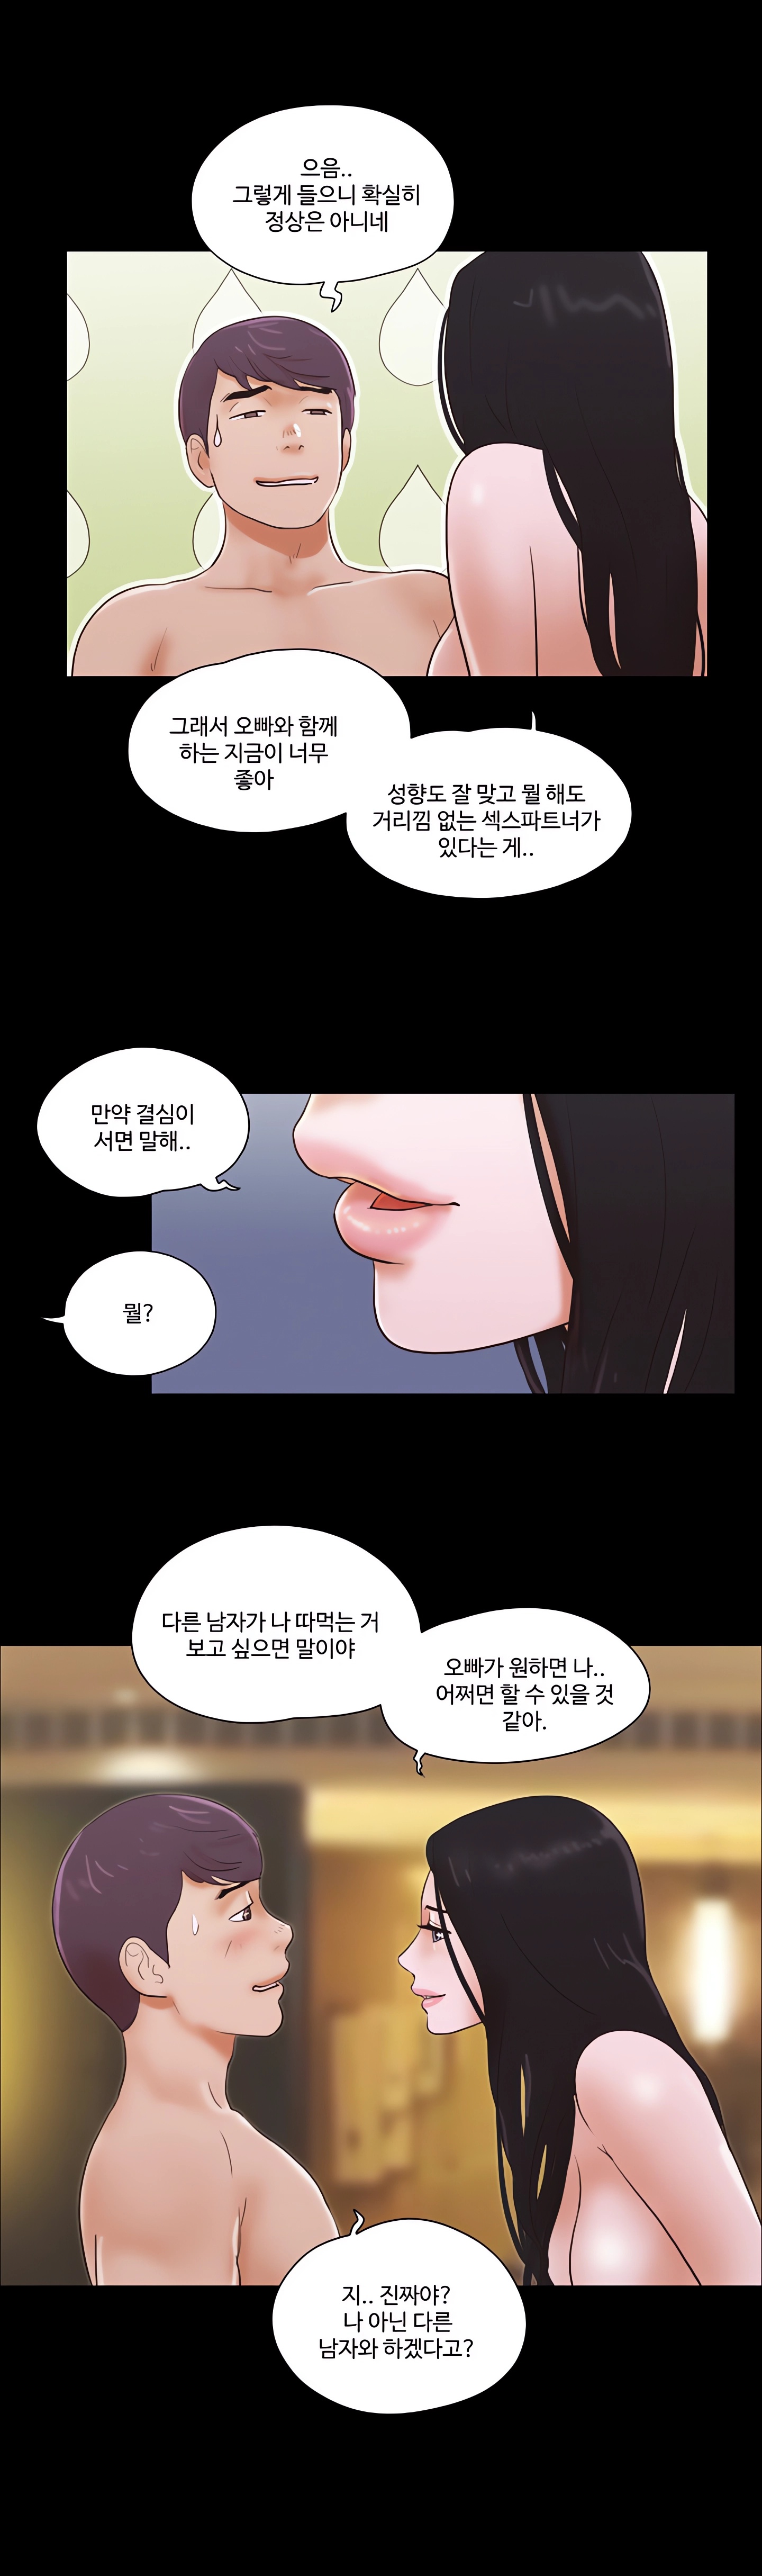 으음..
그렇게 들으니 확실히
정상은 아니네
그래서 오빠와 함께
하는 지금이 너무
좋아
성향도 잘 맞고 뭘 해도
거리낌 없는 섹스파트너가
있다는 게..
만약 결심이
서면 말해..
뭘?
다른 남자가 나 따먹는 거
보고 싶으면 말이야
오빠가 원하면 나..
어쩌면 할 수 있을 것
같아.
지.. 진짜야?
나 아닌 다른
남자와 하겠다고?